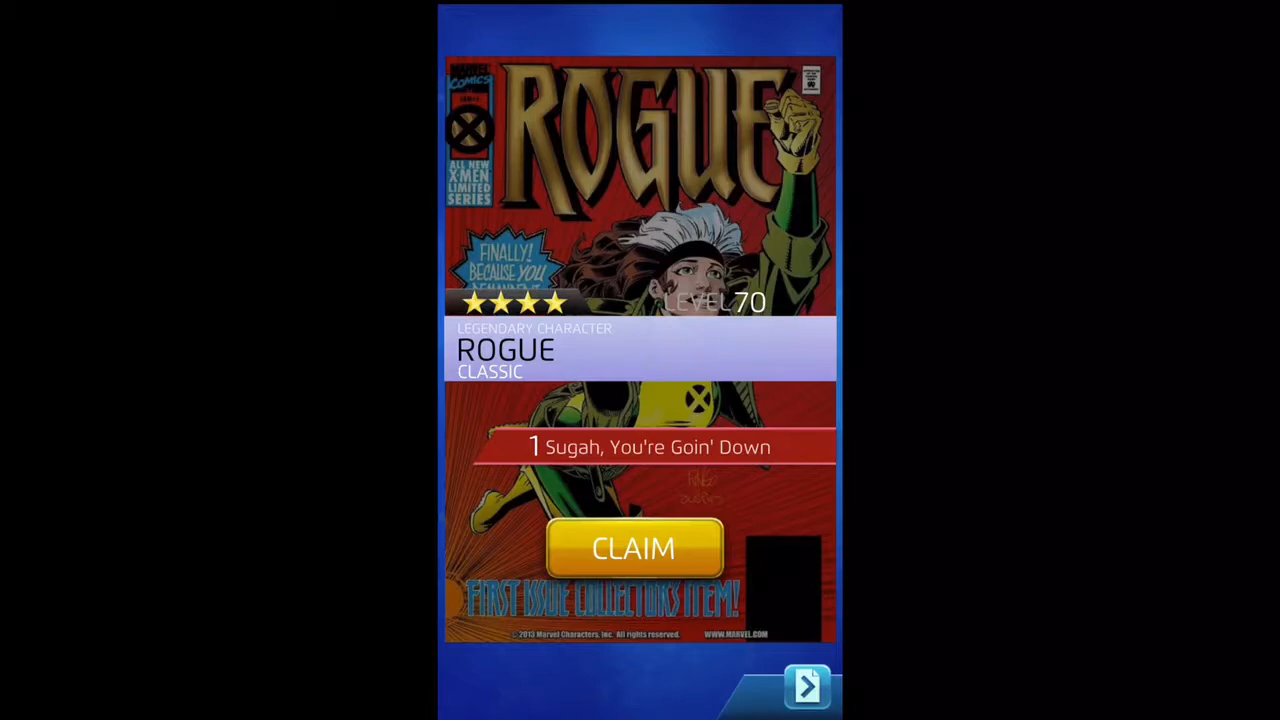 MARVEL
COMICS
ROGUE
ALL NEW
X-MEN
LIMITED
SERIES
FINALLY!
BECAUSE YOU
LEVEL 70
LEGENDARY CHARACTER
ROGUE
CLASSIC
1 Sugah, You're Goin' Down
CLAIM
FIRST ISSUE COLLECTORS ITEM!
© 2013 Marvel Characters, Inc. All rights reserved. WWW.MARVEL.COM